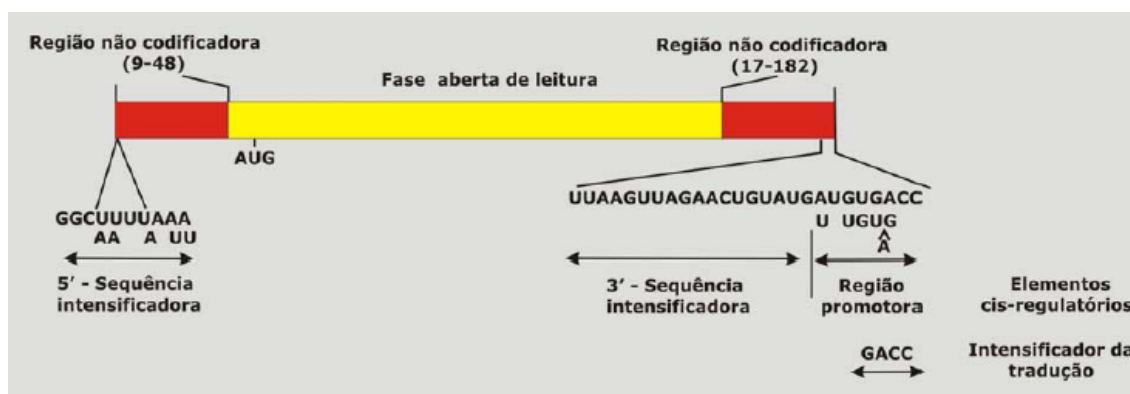 Região não codificadora
(9-48)
Região não codificadora
(17-182)
Fase aberta de leitura
AUG
GGCUUUUAAA
AA A UU
5' - Sequência
intensificadora
UUAAGUUAGAACUGUAUGAUGUGACC
U UGUG
^
A
3' - Sequência
intensificadora
Região
promotora
Elementos
cis-regulatórios
GACC
Intensificador da
tradução